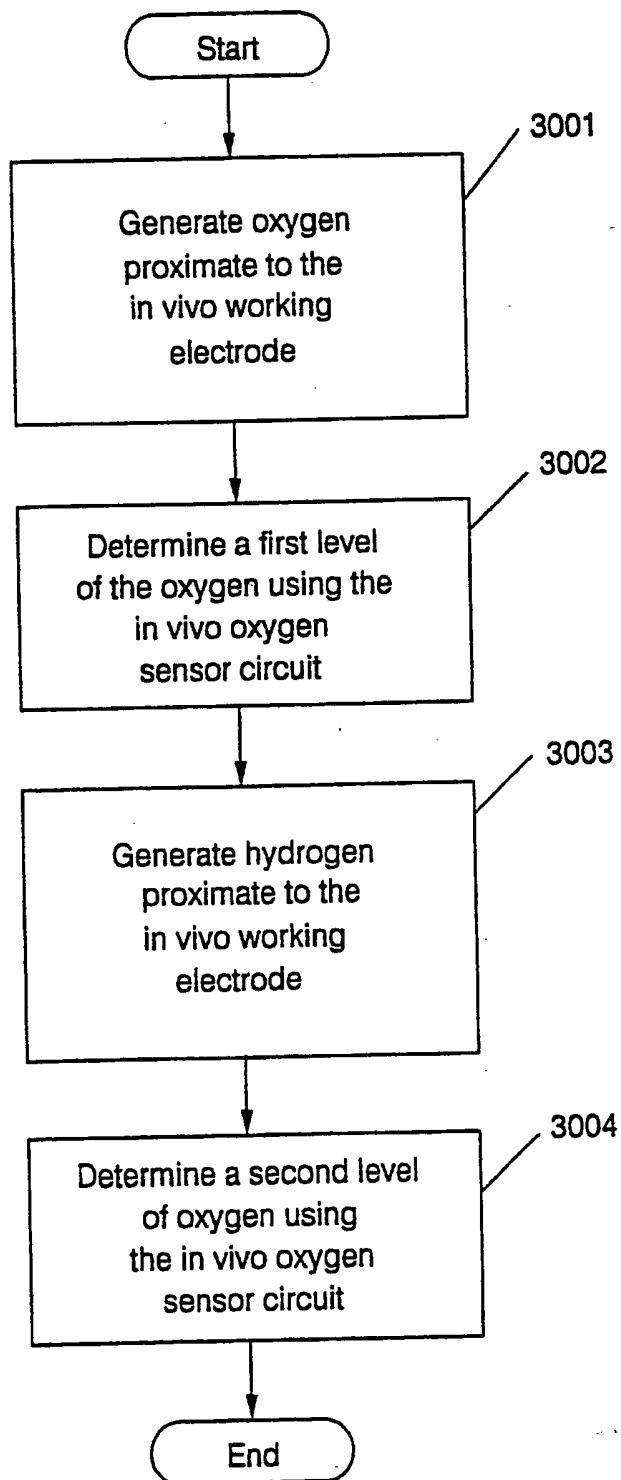 Start
3001
Generate oxygen
proximate to the
in vivo working
electrode
3002
Determine a first level
of the oxygen using the
in vivo oxygen
sensor circuit
3003
Generate hydrogen
proximate to the
in vivo working
electrode
3004
Determine a second level
of oxygen using
the in vivo oxygen
sensor circuit
End